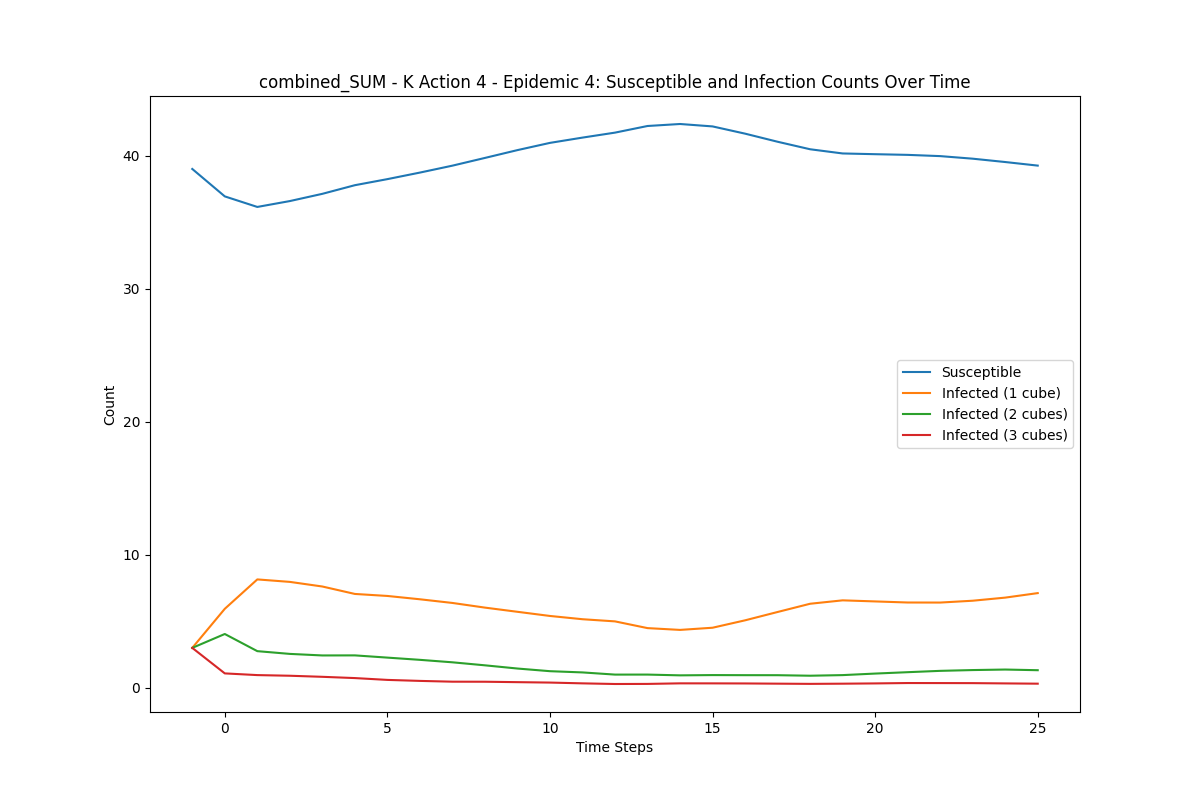 combined_SUM - K Action 4 - Epidemic 4: Susceptible and Infection Counts Over Time
Count
40
30
20
10
0
Susceptible
Infected (1 cube)
Infected (2 cubes)
Infected (3 cubes)
0 5 10 15 20 25
Time Steps